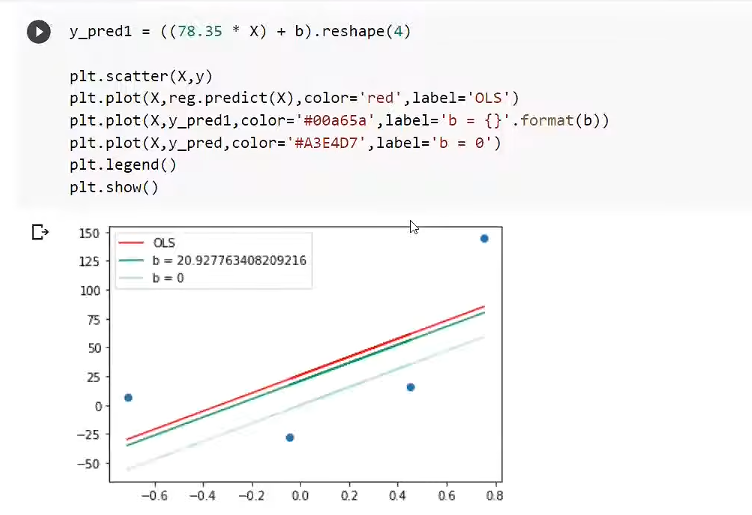 y_pred1 = ((78.35 * X) + b).reshape(4)
plt.scatter(X,y)
plt.plot(X,reg.predict(X),color='red',label='OLS')
plt.plot(X,y_pred1,color='#00a65a',label='b = {}'.format(b))
plt.plot(X,y_pred,color='#A3E4D7',label='b = 0')
plt.legend()
plt.show()
150
125
100
75
50
25
0
−25
−50
OLS
b = 20.927763408209216
b = 0
−0.6 −0.4 −0.2 0.0 0.2 0.4 0.6 0.8